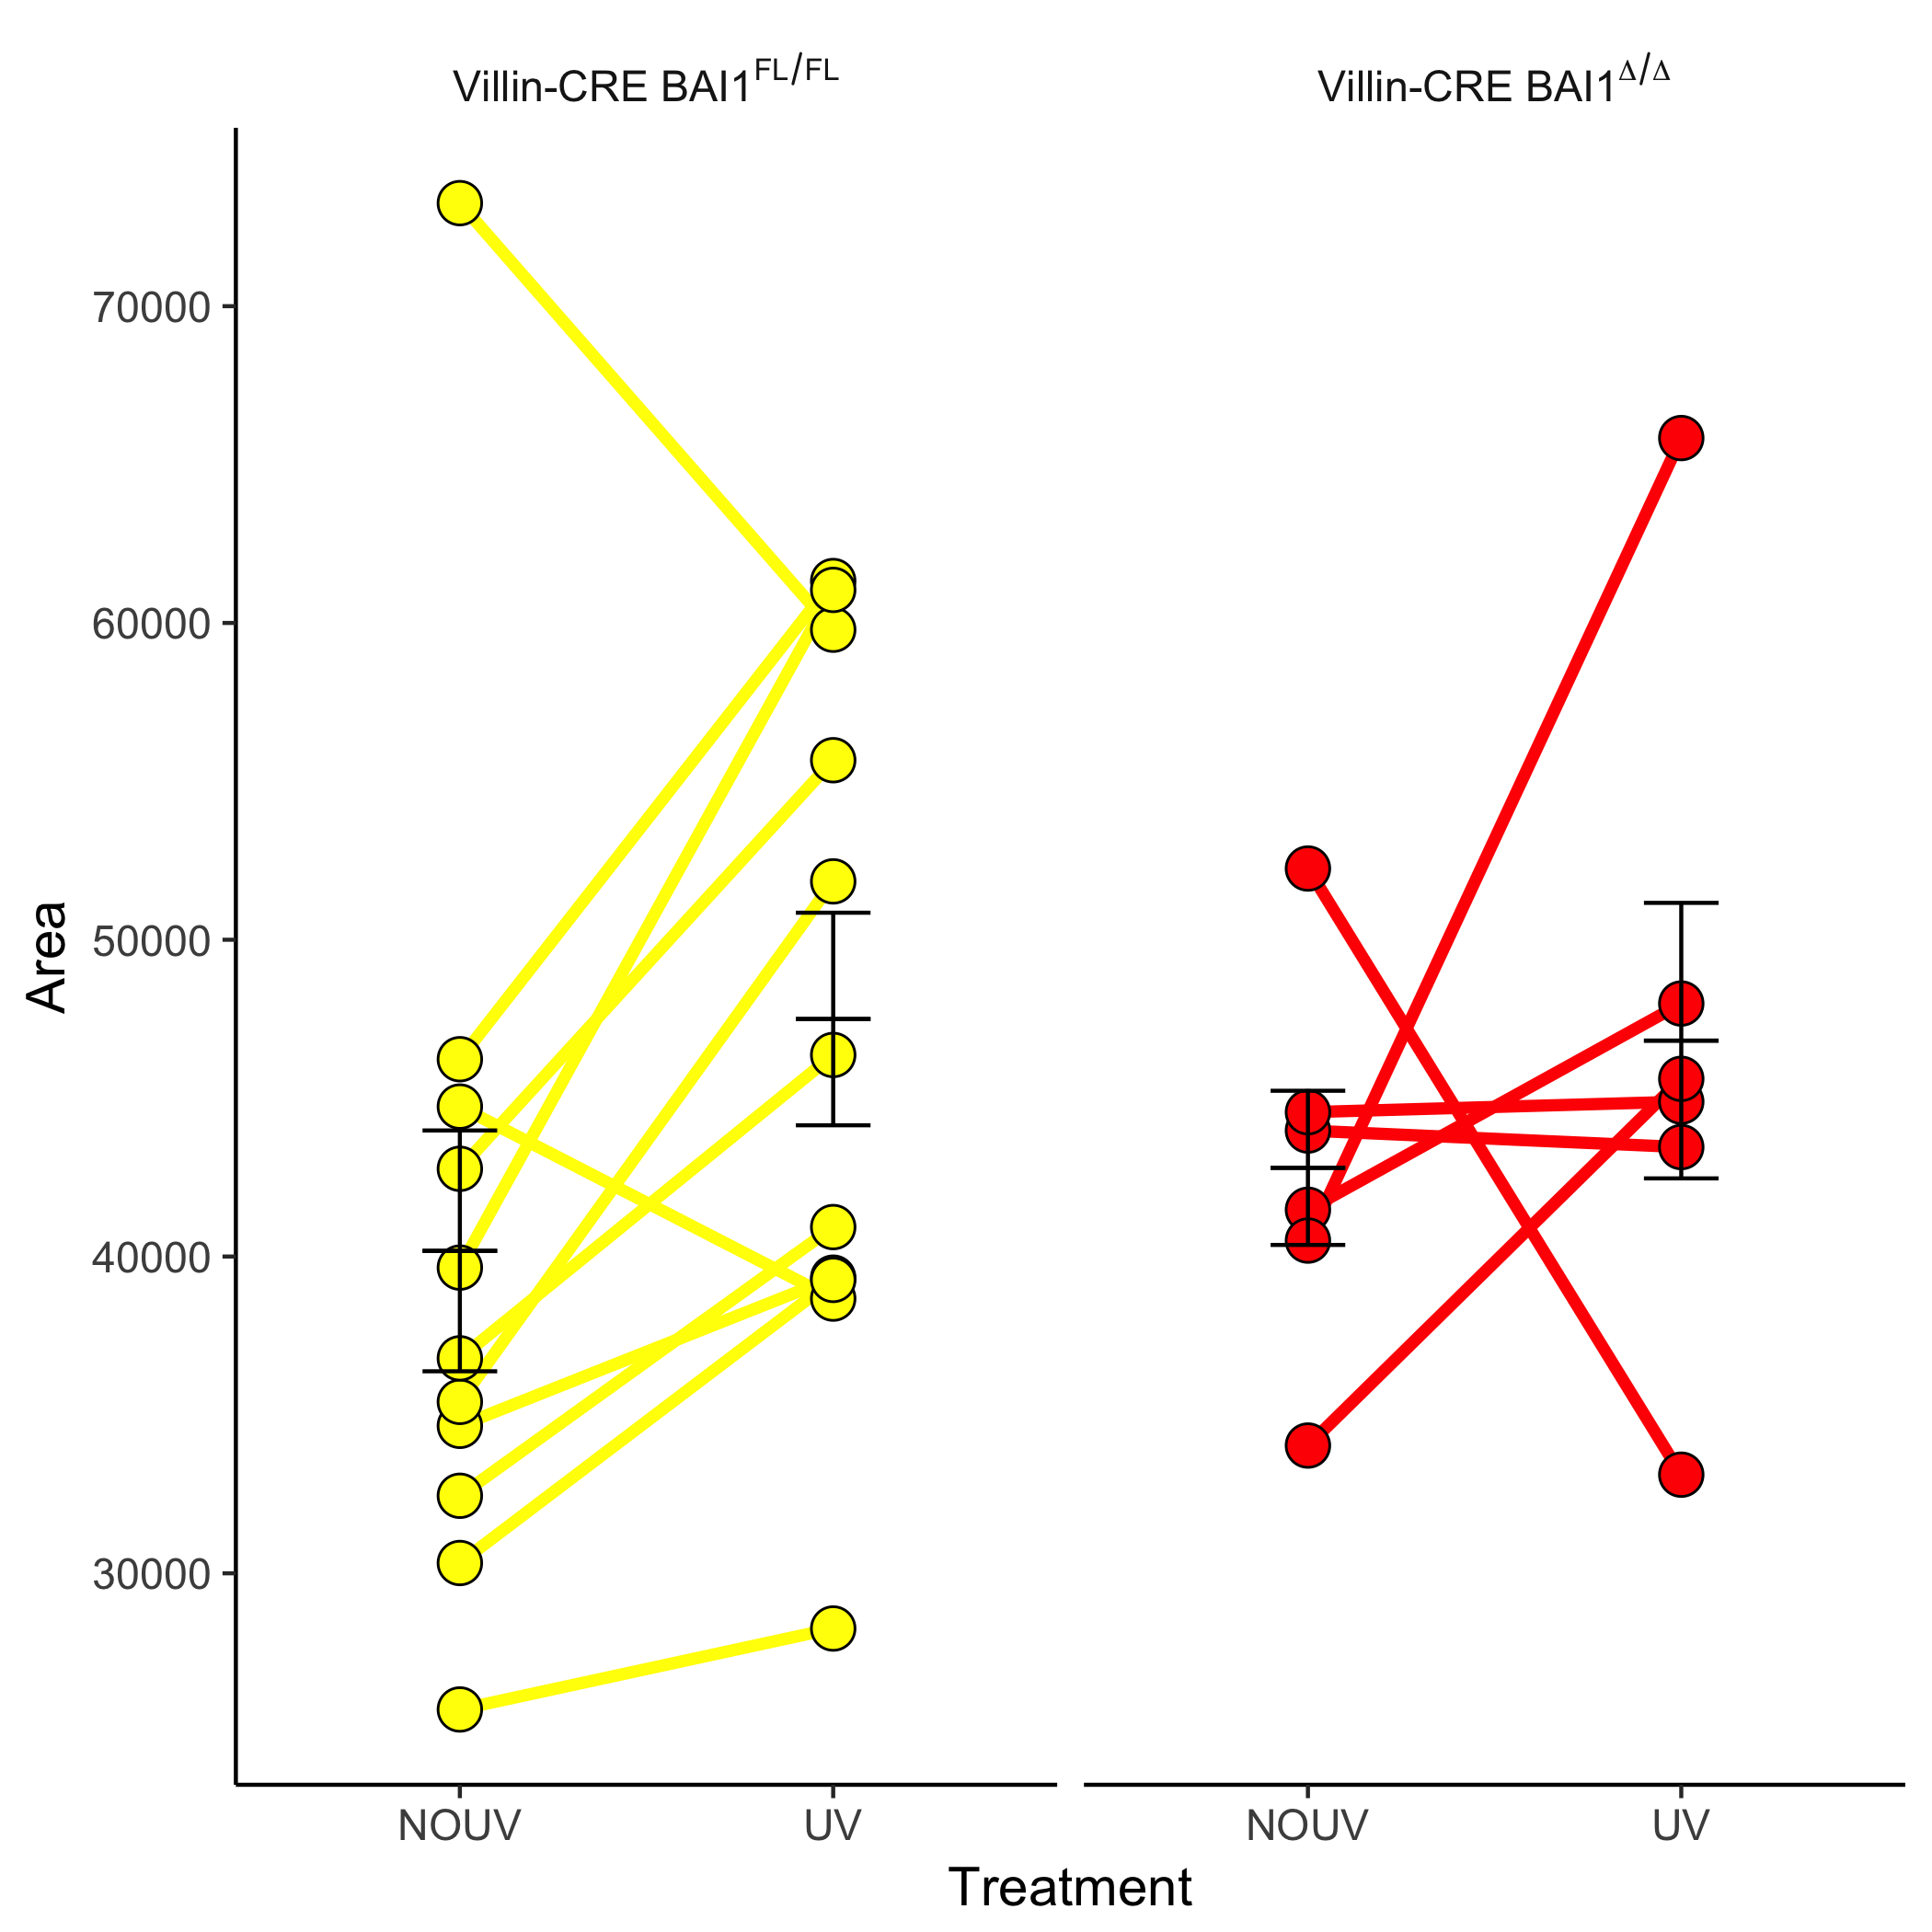 Villin-CRE BAI1FL/FL
Villin-CRE BAI1Δ/Δ
70000
60000
50000
40000
30000
Area
NOUV
UV
NOUV
UV
Treatment